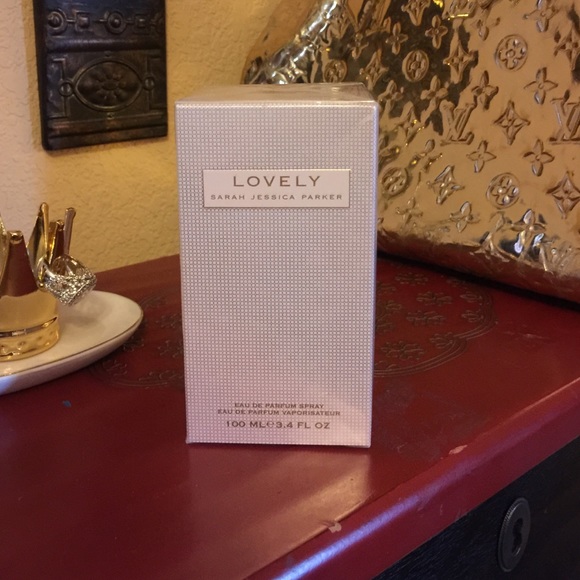 LOVELY
SARAH JESSICA PARKER
EAU DE PARFUM SPRAY
EAU DE PARFUM VAPORISATEUR
100 ML℮3.4 FL OZ